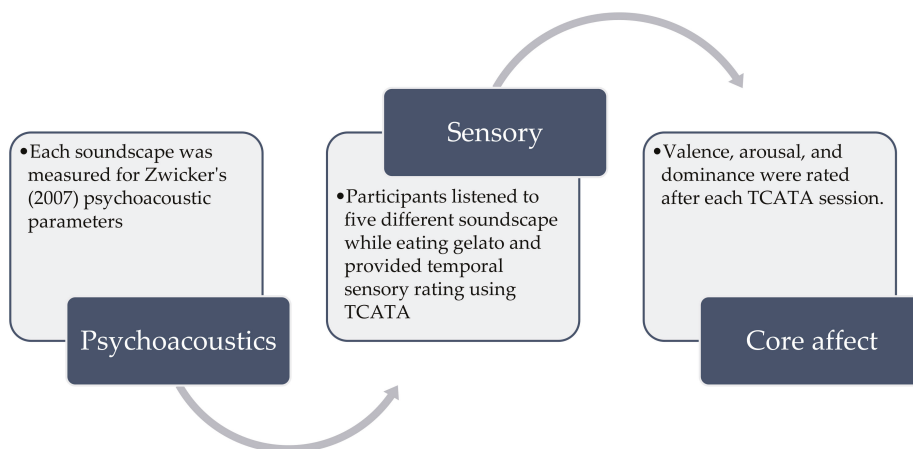 •Each soundscape was
measured for Zwicker's
(2007) psychoacoustic
parameters
Psychoacoustics
Sensory
•Participants listened to
five different soundscape
while eating gelato and
provided temporal
sensory rating using
TCATA
•Valence, arousal, and
dominance were rated
after each TCATA session.
Core affect